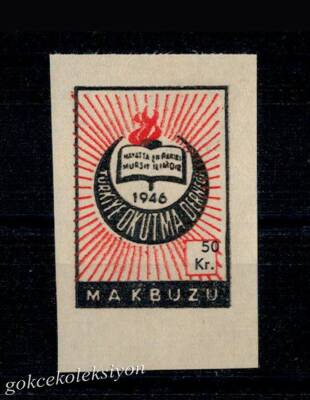 HAYATTA EN HAKİKİ
MÜRŞİT İLİMDİR
1946
TÜRKİYE OKUTMA DERNEĞİ
50
Kr.
MAKBUZU
gokcekoleksiyon